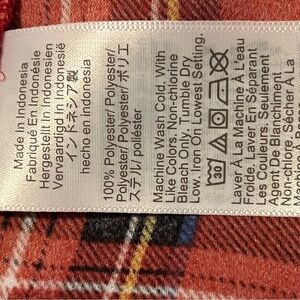 Made In Indonesia
Fabriqué En Indonésie
Hergestellt In Indonesien
Vervaardigd in Indonesië
インドネシア製
hecho en indonesia
100% Polyester/Polyester/
Polyester/Polyester/ポリエ
ステル/poliéster
Machine Wash Cold, With
Like Colors. Non-chlorine
Bleach Only. Tumble Dry
Low. Iron on Lowest Setting.
Laver À La Machine À L'eau
Froide, Laver En Séparant
Les Couleurs. Seulement
Agent De Blanchiment
Non-chlore. Séchage